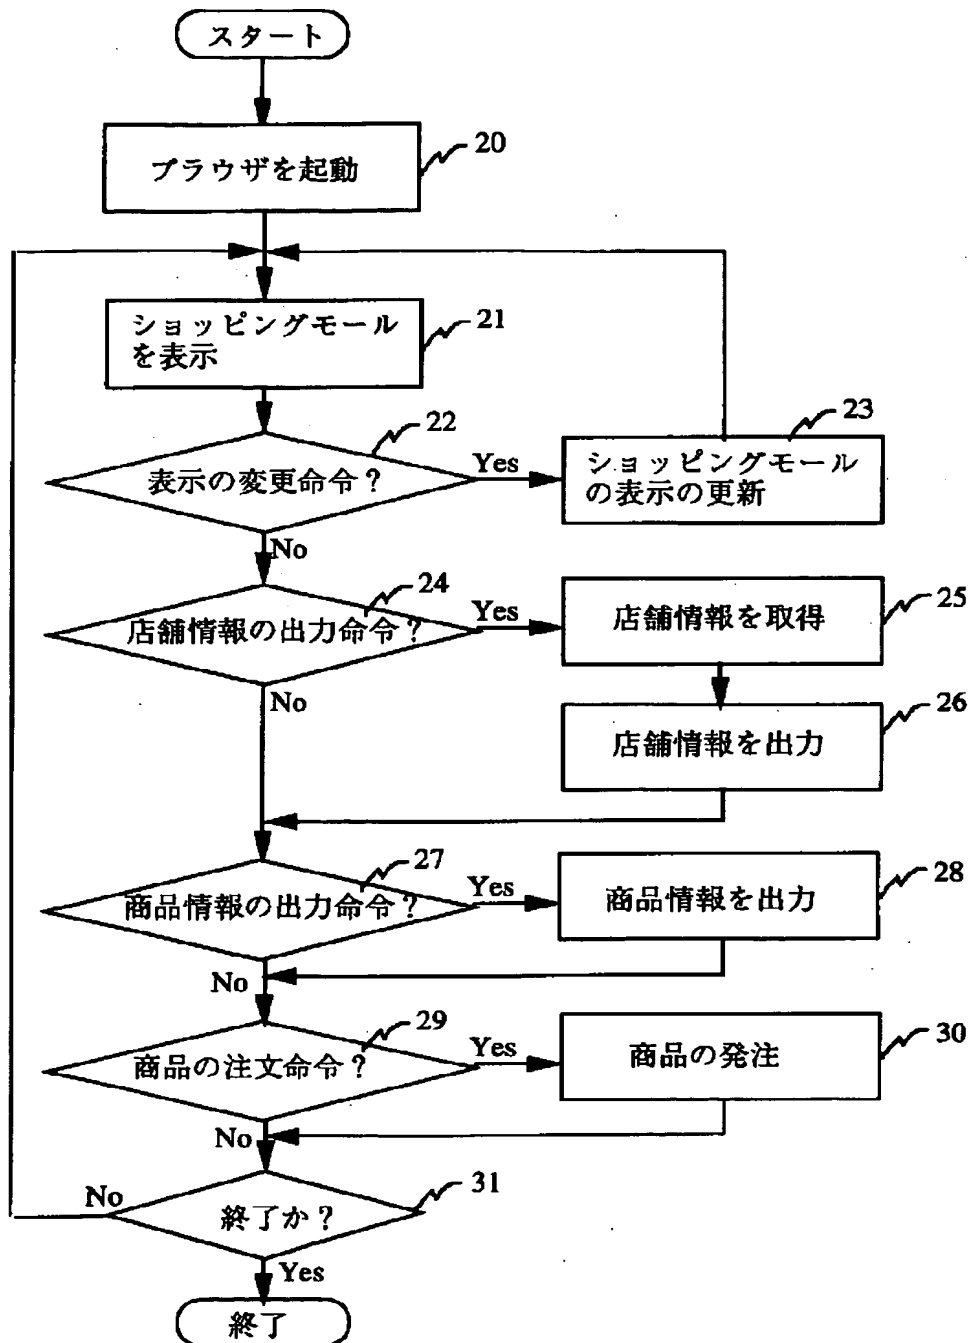 スタート
ブラウザを起動
20
ショッピングモール
を表示
21
表示の変更命令?
22
Yes
ショッピングモール
の表示の更新
23
No
店舗情報の出力命令?
24
Yes
店舗情報を取得
25
No
店舗情報を出力
26
商品情報の出力命令?
27
Yes
商品情報を出力
28
No
商品の注文命令?
29
Yes
商品の発注
30
No
終了か?
31
No
Yes
終了